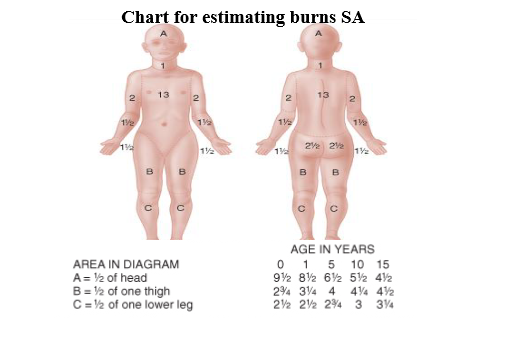 Chart for estimating burns SA
A A
1 1
2 13 2 2 13 2
1½ 1½ 1½ 1½
1½ 1½ 1½ 2½ 2½ 1½
B B B B
C C C C
AGE IN YEARS
AREA IN DIAGRAM 0 1 5 10 15
A = ½ of head 9½ 8½ 6½ 5½ 4½
B = ½ of one thigh 2¾ 3¼ 4 4¼ 4½
C = ½ of one lower leg 2½ 2½ 2¾ 3 3¼